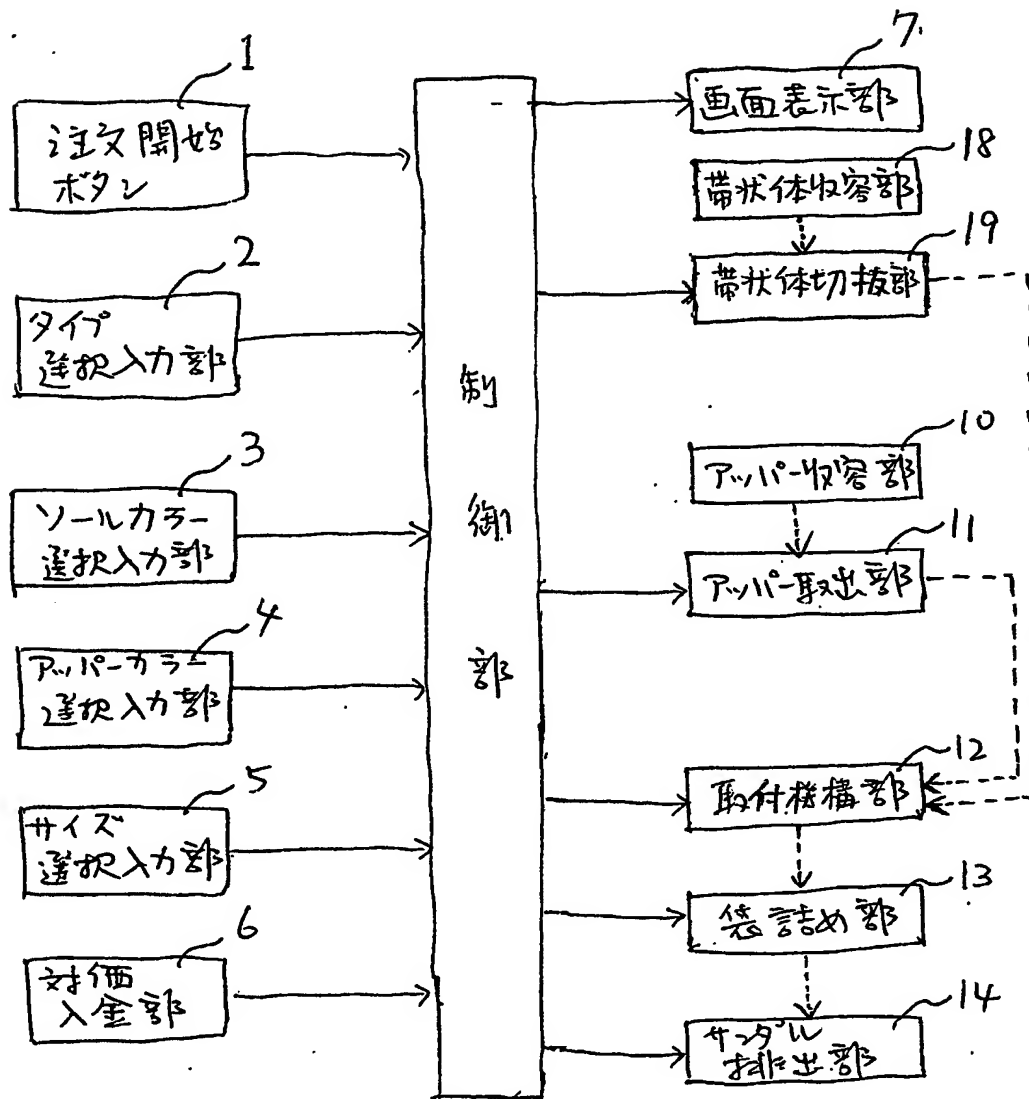 1
注文開始
ボタン
2
タイプ
選択入力部
3
ソールカラー
選択入力部
4
アッパーカラー
選択入力部
5
サイズ
選択入力部
6
対価
入金部
制
御
部
7
画面表示部
18
帯状体収容部
19
帯状体切抜部
10
アッパー収容部
11
アッパー取出部
12
取付機構部
13
袋詰め部
14
サンダル
排出部